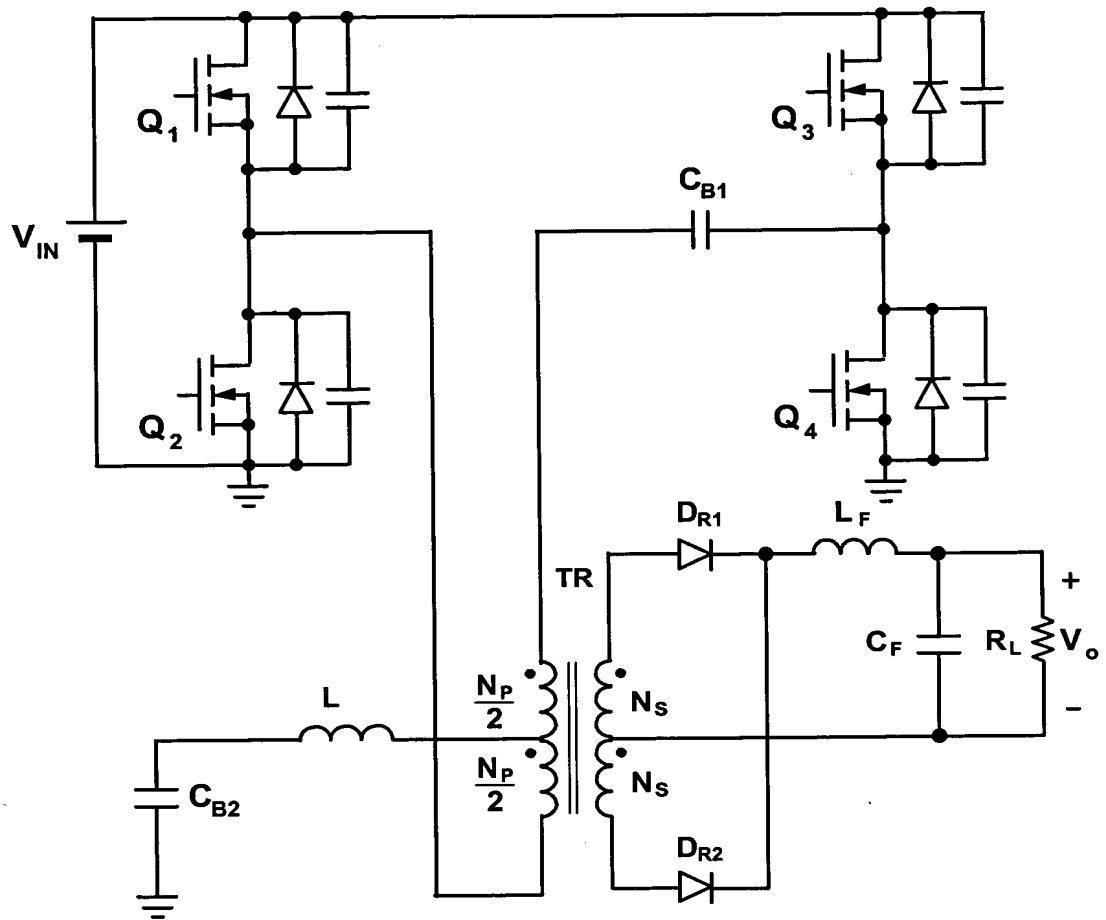 Q1
Q3
CB1
VIN
Q2
Q4
DR1
LF
TR
+
CF
RL
Vo
NP
2
NS
L
−
NP
2
NS
CB2
DR2